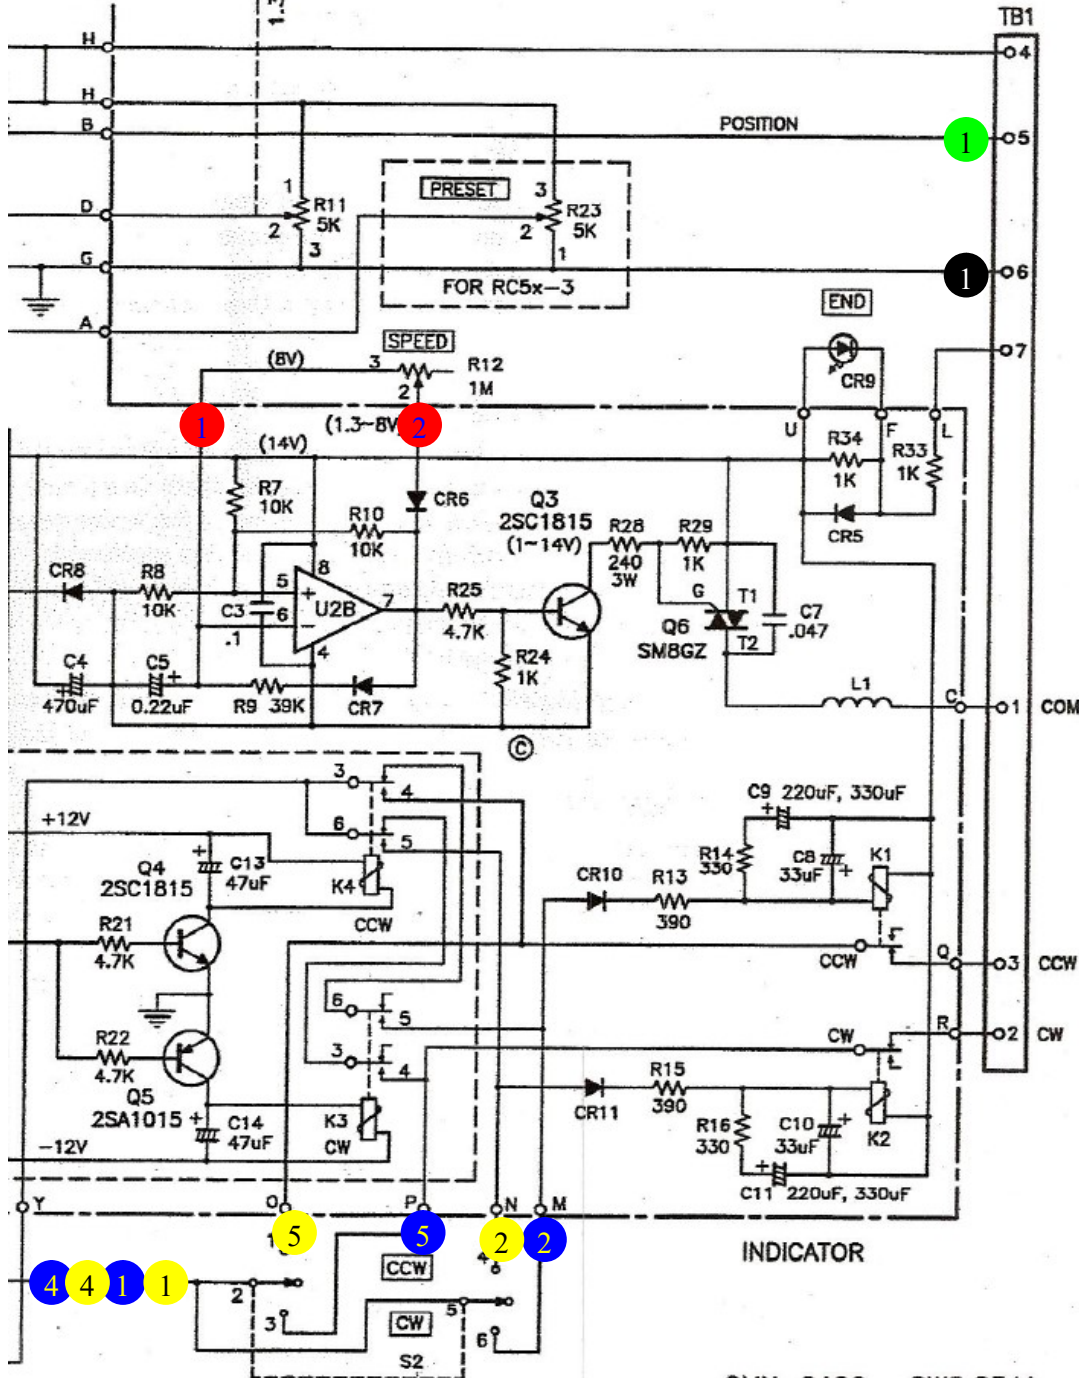 TB1
1.3
H
4
H
B
POSITION
1
5
PRESET
1
3
D
R11
5K
2
R23
5K
2
3
1
G
1
6
FOR RC5x-3
END
A
SPEED
7
(8V)
3
R12
1M
2
CR9
1
(1.3~8V)
2
U
F
L
(14V)
R34
1K
R33
1K
R7
10K
CR6
Q3
2SC1815
(1~14V)
R10
10K
R28
240
3W
R29
1K
CR5
CR8
R8
10K
8
5
+
U2B
7
R25
4.7K
G
T1
C3
.1
6
−
Q6
SM8GZ
T2
C7
.047
4
C4
+
470uF
C5
+
0.22uF
R9
39K
CR7
R24
1K
L1
C
1
COM
C
3
4
+12V
6
5
C9 220uF, 330uF
+
Q4
2SC1815
+
C13
47uF
K4
R14
330
C8
33uF
+
K1
CR10
R13
390
CCW
R21
4.7K
CCW
Q
3
CCW
6
5
R
2
CW
CW
R22
4.7K
3
4
R15
390
CR11
Q5
2SA1015
+
C14
47uF
K3
CW
R16
330
C10
33uF
+
K2
−12V
+
C11 220uF, 330uF
Y
O
P
N
M
1
5
5
2
2
4
CCW
INDICATOR
4
4
1
1
2
5
3
CW
6
S2